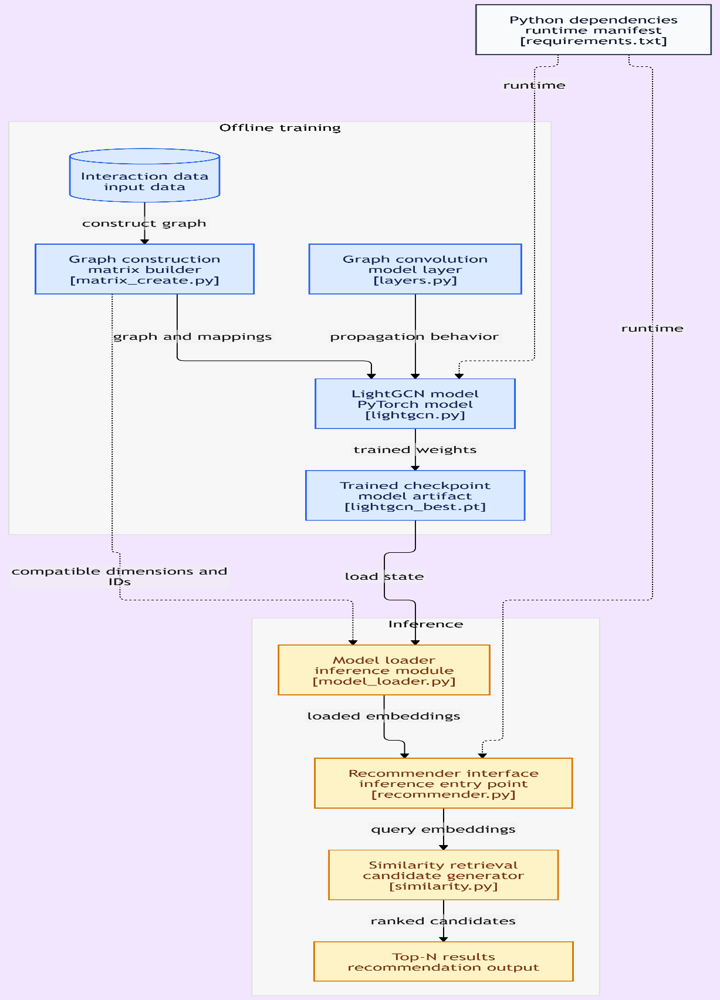 Python dependencies
runtime manifest
[requirements.txt]
runtime
Offline training
Interaction data
input data
construct graph
Graph construction
matrix builder
[matrix_create.py]
Graph convolution
model layer
[layers.py]
runtime
graph and mappings
propagation behavior
LightGCN model
PyTorch model
[lightgcn.py]
trained weights
Trained checkpoint
model artifact
[lightgcn_best.pt]
compatible dimensions and
IDs
load state
Inference
Model loader
inference module
[model_loader.py]
loaded embeddings
Recommender interface
inference entry point
[recommender.py]
query embeddings
Similarity retrieval
candidate generator
[similarity.py]
ranked candidates
Top-N results
recommendation output